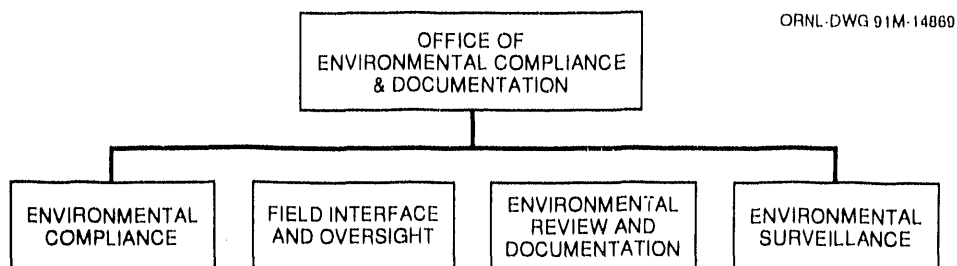 ORNL-DWG 91M-14869
OFFICE OF
ENVIRONMENTAL COMPLIANCE
& DOCUMENTATION
ENVIRONMENTAL
COMPLIANCE
FIELD INTERFACE
AND OVERSIGHT
ENVIRONMENTAL
REVIEW AND
DOCUMENTATION
ENVIRONMENTAL
SURVEILLANCE